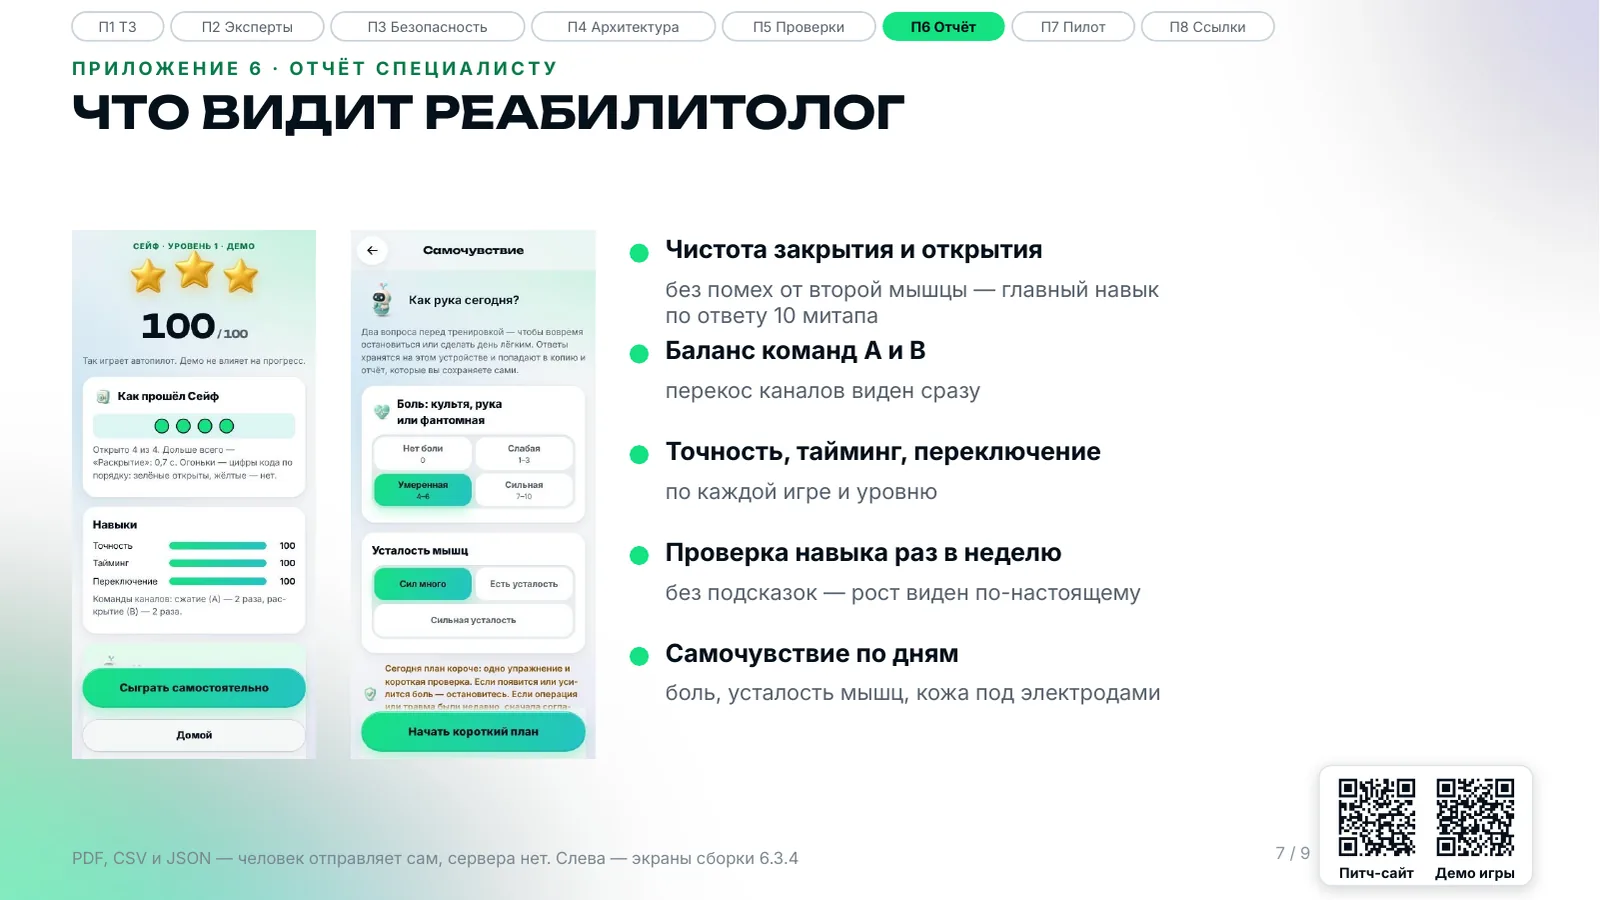 П1 ТЗ
П2 Эксперты
П3 Безопасность
П4 Архитектура
П5 Проверки
П6 Отчёт
П7 Пилот
П8 Ссылки
ПРИЛОЖЕНИЕ 6 · ОТЧЁТ СПЕЦИАЛИСТУ
ЧТО ВИДИТ РЕАБИЛИТОЛОГ
СЕЙФ · УРОВЕНЬ 1 · ДЕМО
100 / 100
Так играет автопилот. Демо не влияет на прогресс.
Как прошёл Сейф
Открыто 4 из 4. Дольше всего —
«Раскрытие»: 0,7 с. Огоньки — цифры кода по
порядку: зелёные открыты, жёлтые — нет.
Навыки
Точность 100
Тайминг 100
Переключение 100
Команды каналов: сжатие (A) — 2 раза, рас-
крытие (B) — 2 раза.
Сыграть самостоятельно
Домой
Самочувствие
Как рука сегодня?
Два вопроса перед тренировкой — чтобы вовремя
остановиться или сделать день лёгким. Ответы
хранятся на этом устройстве и попадают в копию и
отчёт, которые вы сохраняете сами.
Боль: культя, рука
или фантомная
Нет боли
0
Слабая
1–3
Умеренная
4–6
Сильная
7–10
Усталость мышц
Сил много
Есть усталость
Сильная усталость
Сегодня план короче: одно упражнение и
короткая проверка. Если появится или уси-
лится боль — остановитесь. Если операция
или травма были недавно, сначала согла-
Начать короткий план
Чистота закрытия и открытия
без помех от второй мышцы — главный навык
по ответу 10 митапа
Баланс команд A и B
перекос каналов виден сразу
Точность, тайминг, переключение
по каждой игре и уровню
Проверка навыка раз в неделю
без подсказок — рост виден по-настоящему
Самочувствие по дням
боль, усталость мышц, кожа под электродами
PDF, CSV и JSON — человек отправляет сам, сервера нет. Слева — экраны сборки 6.3.4
7 / 9
Питч-сайт
Демо игры